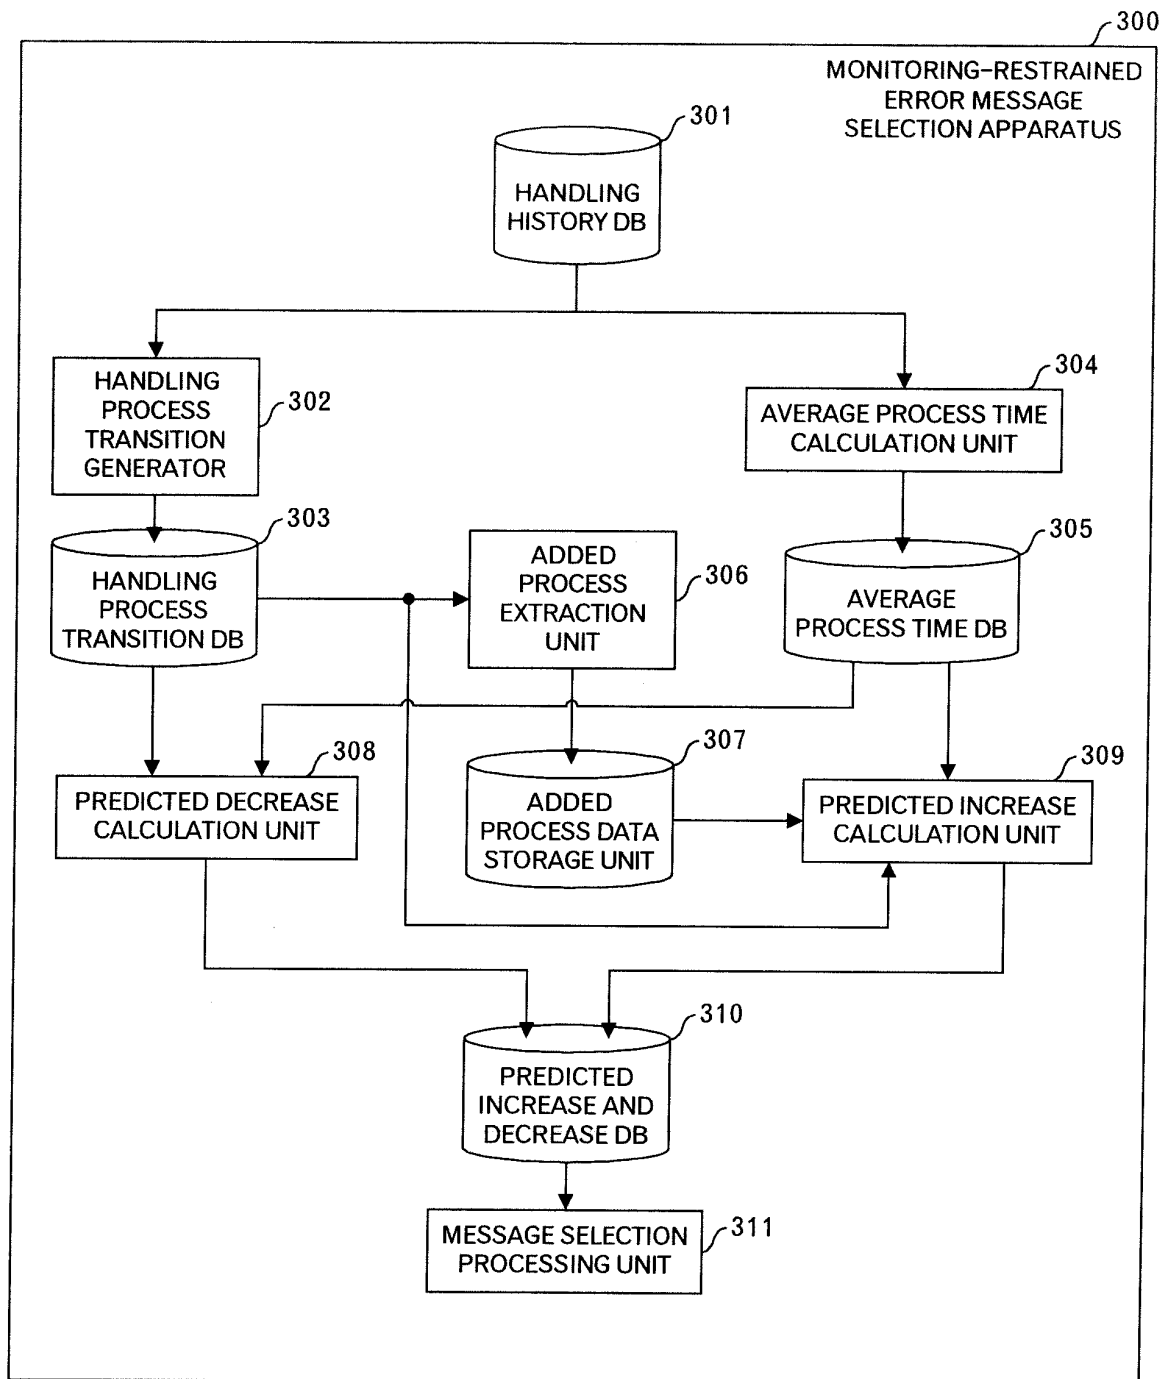 300
MONITORING-RESTRAINED
ERROR MESSAGE
SELECTION APPARATUS
301
HANDLING
HISTORY DB
HANDLING
PROCESS
TRANSITION
GENERATOR
302
304
AVERAGE PROCESS TIME
CALCULATION UNIT
303
HANDLING
PROCESS
TRANSITION DB
ADDED
PROCESS
EXTRACTION
UNIT
306
305
AVERAGE
PROCESS TIME DB
308
PREDICTED DECREASE
CALCULATION UNIT
307
ADDED
PROCESS DATA
STORAGE UNIT
309
PREDICTED INCREASE
CALCULATION UNIT
310
PREDICTED
INCREASE AND
DECREASE DB
MESSAGE SELECTION
PROCESSING UNIT
311